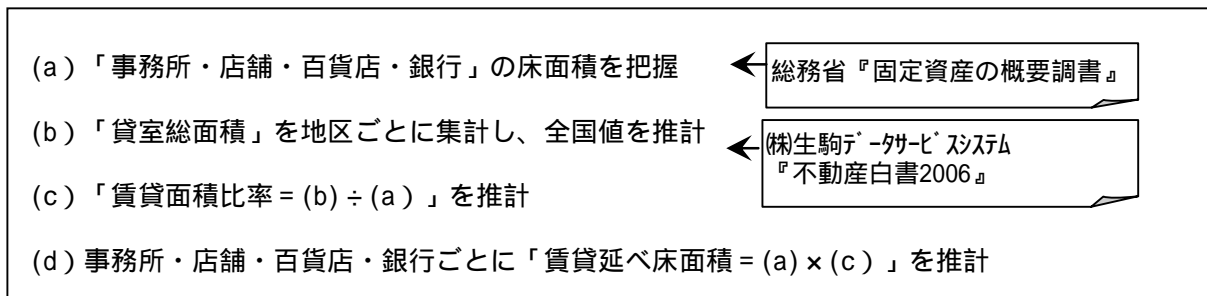 (a)「事務所・店舗・百貨店・銀行」の床面積を把握
総務省『固定資産の概要調書』
(b)「貸室総面積」を地区ごとに集計し、全国値を推計
㈱生駒ﾃﾞｰﾀｻｰﾋﾞｽｼｽﾃﾑ
『不動産白書2006』
(c)「賃貸面積比率 = (b) ÷ (a)」を推計
(d)事務所・店舗・百貨店・銀行ごとに「賃貸延べ床面積 = (a) × (c)」を推計